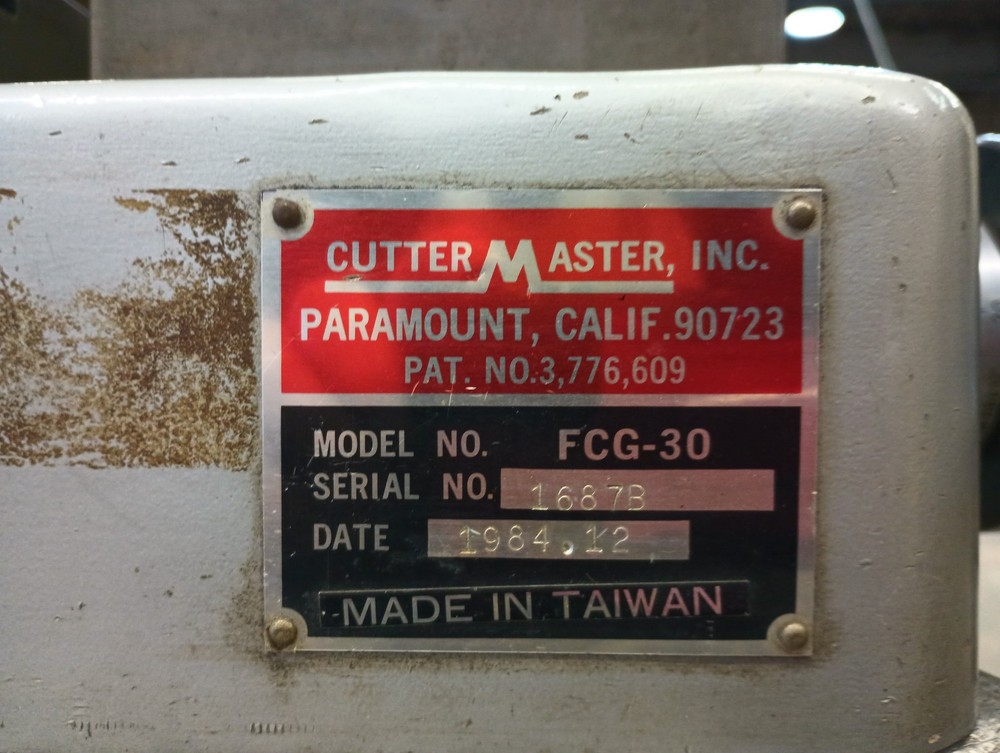 CUTTER MASTER, INC.
PARAMOUNT, CALIF. 90723
PAT. NO. 3,776,609
MODEL NO. FCG-30
SERIAL NO. 1687B
DATE 1984.12
MADE IN TAIWAN